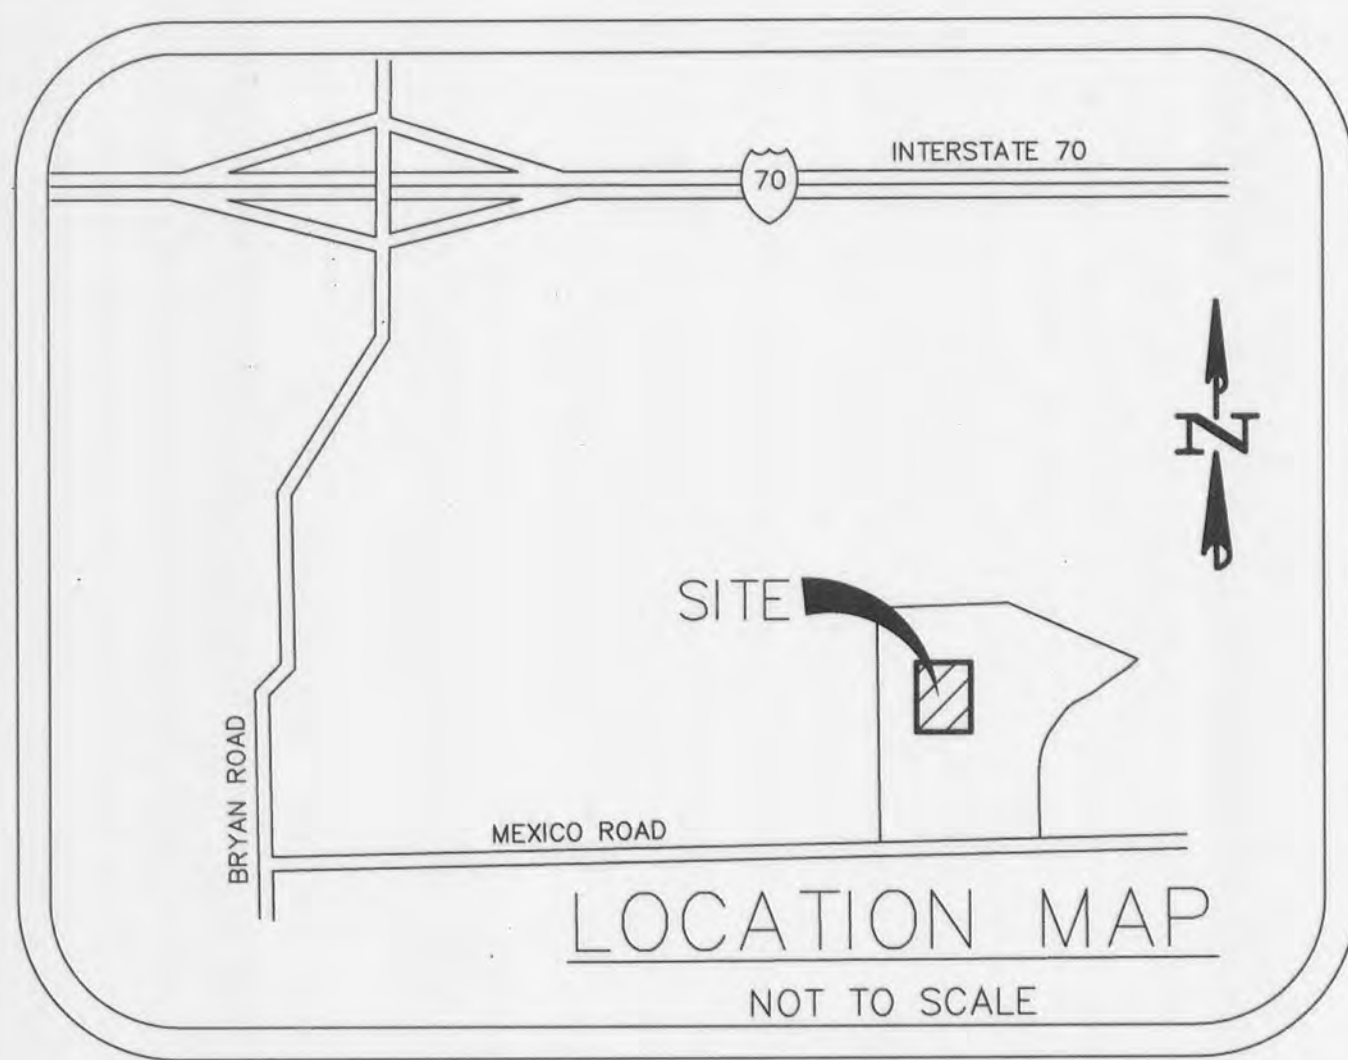 INTERSTATE 70
70
N
SITE
BRYAN ROAD
MEXICO ROAD
LOCATION MAP
NOT TO SCALE